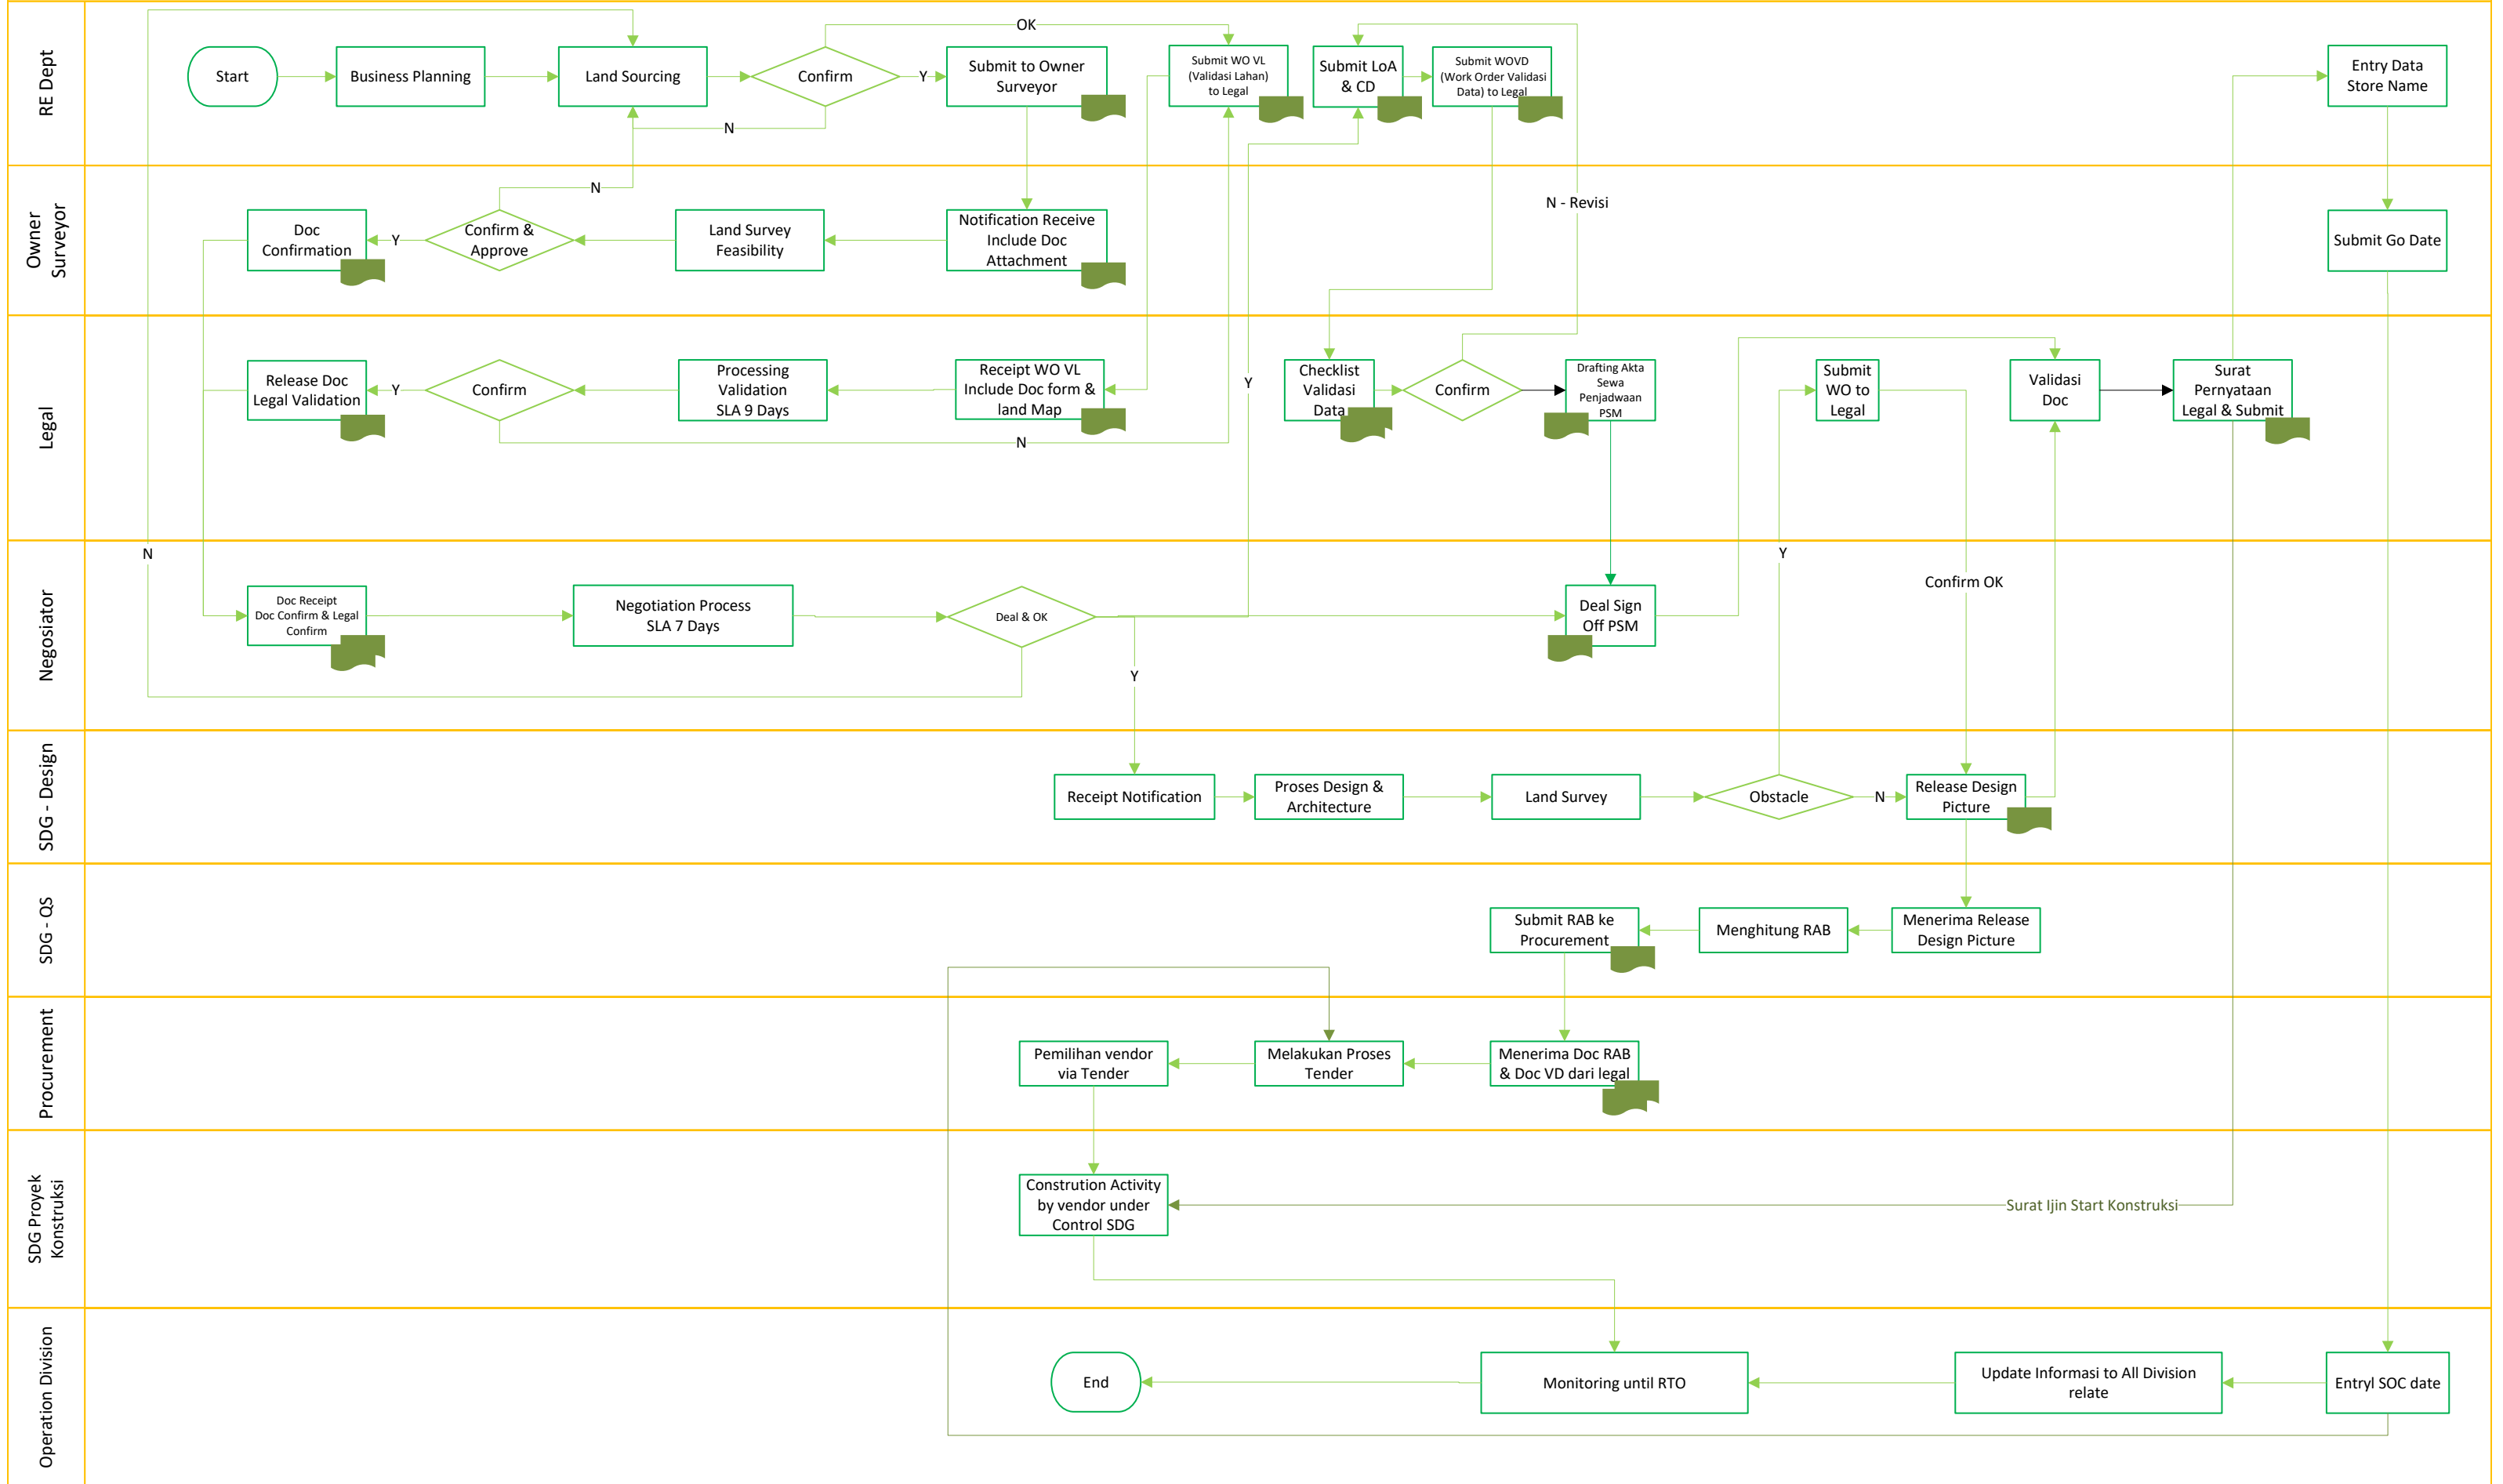 RE Dept
Start
Business Planning
Land Sourcing
Confirm
OK
Y
N
Submit to Owner
Surveyor
Submit WO VL
(Validasi Lahan)
to Legal
Submit LoA
& CD
Submit WOVD
(Work Order Validasi
Data) to Legal
Entry Data
Store Name
Owner
Surveyor
Doc
Confirmation
Y
Confirm &
Approve
N
Land Survey
Feasibility
Notification Receive
Include Doc
Attachment
N - Revisi
Submit Go Date
Legal
Release Doc
Legal Validation
Y
Confirm
Processing
Validation
SLA 9 Days
Receipt WO VL
Include Doc form &
land Map
N
Y
Checklist
Validasi
Data
Confirm
Drafting Akta
Sewa
Penjadwaan
PSM
Submit
WO to
Legal
Validasi
Doc
Surat
Pernyataan
Legal & Submit
Negosiator
N
Doc Receipt
Doc Confirm & Legal
Confirm
Negotiation Process
SLA 7 Days
Deal & OK
Y
Deal Sign
Off PSM
Y
Confirm OK
SDG - Design
Receipt Notification
Proses Design &
Architecture
Land Survey
Obstacle
N
Release Design
Picture
SDG - QS
Submit RAB ke
Procurement
Menghitung RAB
Menerima Release
Design Picture
Procurement
Pemilihan vendor
via Tender
Melakukan Proses
Tender
Menerima Doc RAB
& Doc VD dari legal
SDG Proyek
Konstruksi
Constrution Activity
by vendor under
Control SDG
Surat Ijin Start Konstruksi
Operation Division
End
Monitoring until RTO
Update Informasi to All Division
relate
Entryl SOC date